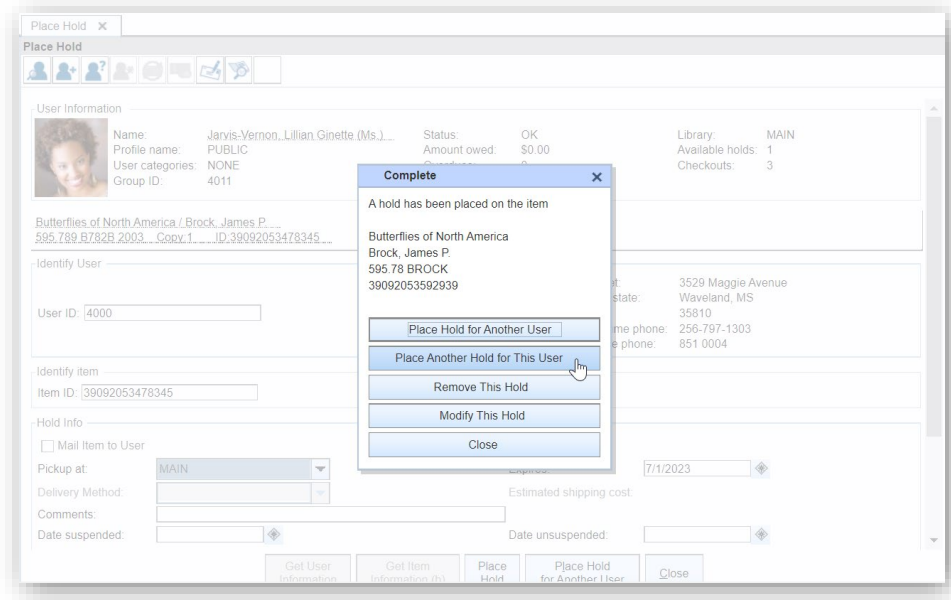 Place Hold
Place Hold
User Information
Name: Jarvis-Vernon, Lillian Ginette (Ms.) Status: OK Library: MAIN
Profile name: PUBLIC Amount owed: $0.00 Available holds: 1
User categories: NONE Overdues: 0 Checkouts: 3
Group ID: 4011
Complete
A hold has been placed on the item
Butterflies of North America
Brock, James P.
595.78 BROCK
39092053592939
Place Hold for Another User
Place Another Hold for This User
Remove This Hold
Modify This Hold
Close
Butterflies of North America / Brock, James P.
595.789 B782B 2003 Copy:1 ID:39092053478345
Identify User
User ID: 4000
3529 Maggie Avenue
state: Waveland, MS
35810
me phone: 256-797-1303
e phone: 851 0004
Identify item
Item ID: 39092053478345
Hold Info
Mail Item to User
Pickup at: MAIN Expires: 7/1/2023
Delivery Method: Estimated shipping cost:
Comments:
Date suspended: Date unsuspended:
Get User Information
Get Item Information (h)
Place Hold
Place Hold for Another User
Close